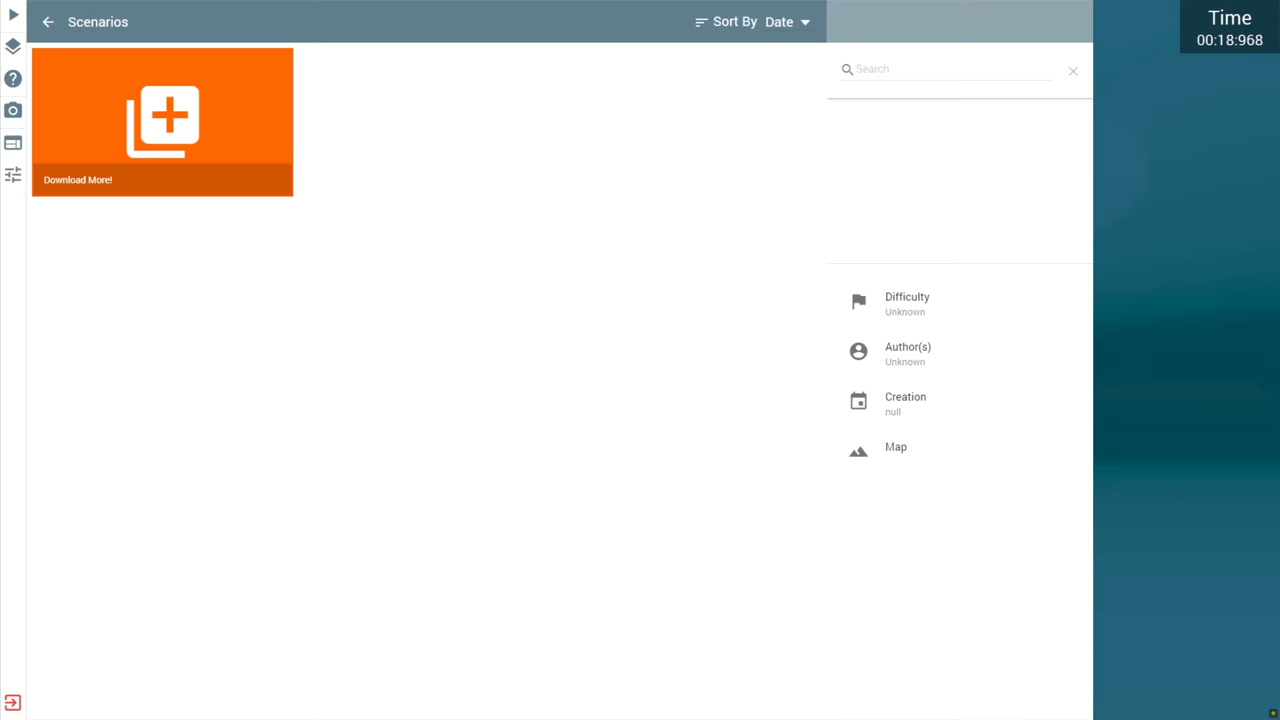 Scenarios
Sort By Date
Time
00:18:968
Search
Download More!
Difficulty
Unknown
Author(s)
Unknown
Creation
null
Map